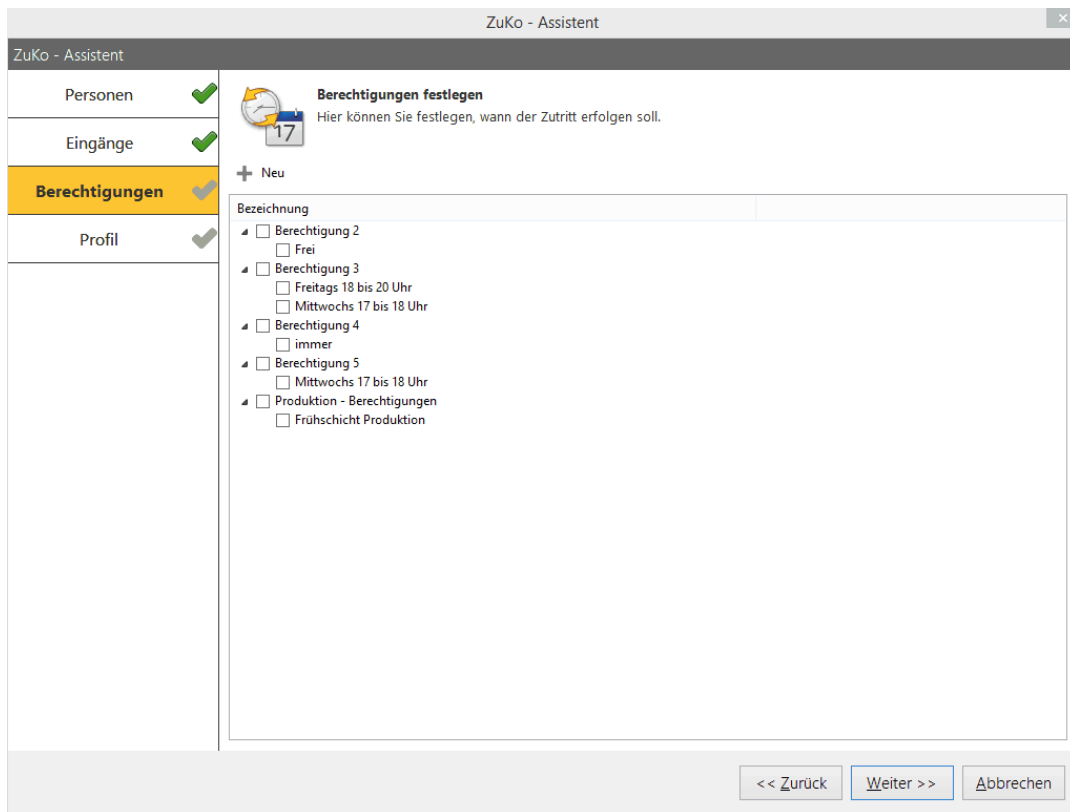 ZuKo - Assistent
ZuKo - Assistent
Personen
Eingänge
Berechtigungen
Profil
Berechtigungen festlegen
Hier können Sie festlegen, wann der Zutritt erfolgen soll.
17
Neu
Bezeichnung
Berechtigung 2
Frei
Berechtigung 3
Freitags 18 bis 20 Uhr
Mittwochs 17 bis 18 Uhr
Berechtigung 4
immer
Berechtigung 5
Mittwochs 17 bis 18 Uhr
Produktion - Berechtigungen
Frühschicht Produktion
<< Zurück
Weiter >>
Abbrechen